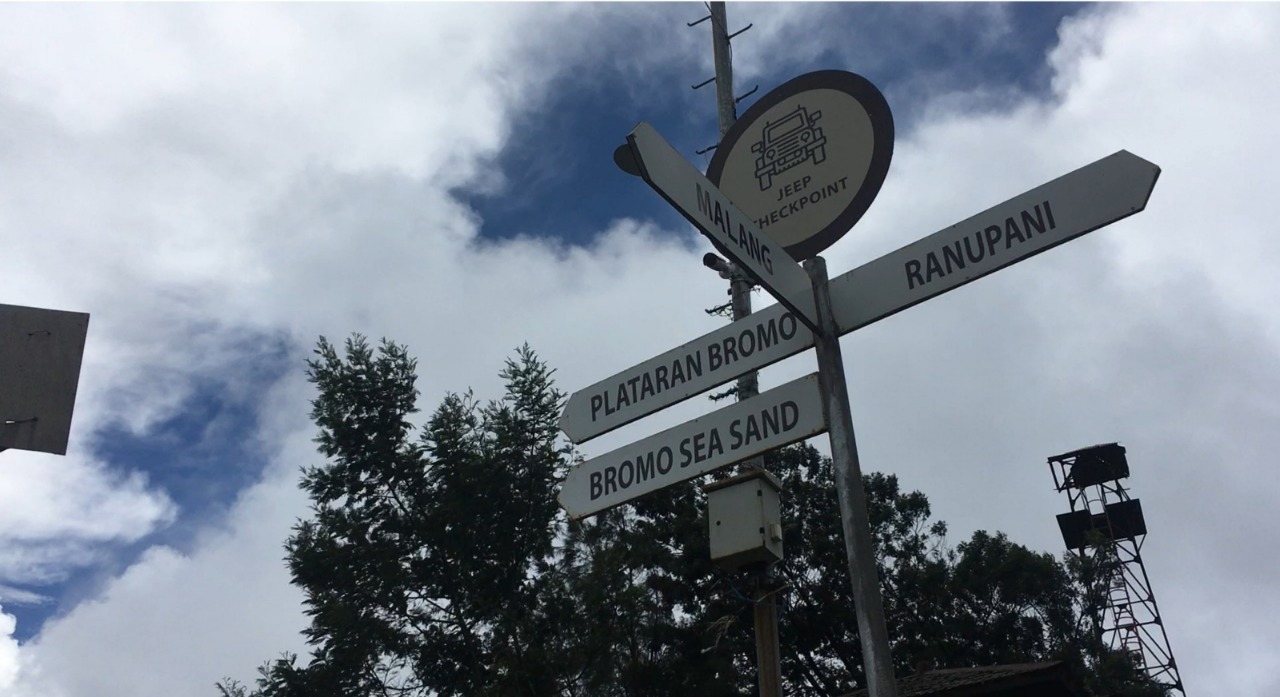 JEEP
CHECKPOINT
MALANG
RANUPANI
PLATARAN BROMO
BROMO SEA SAND